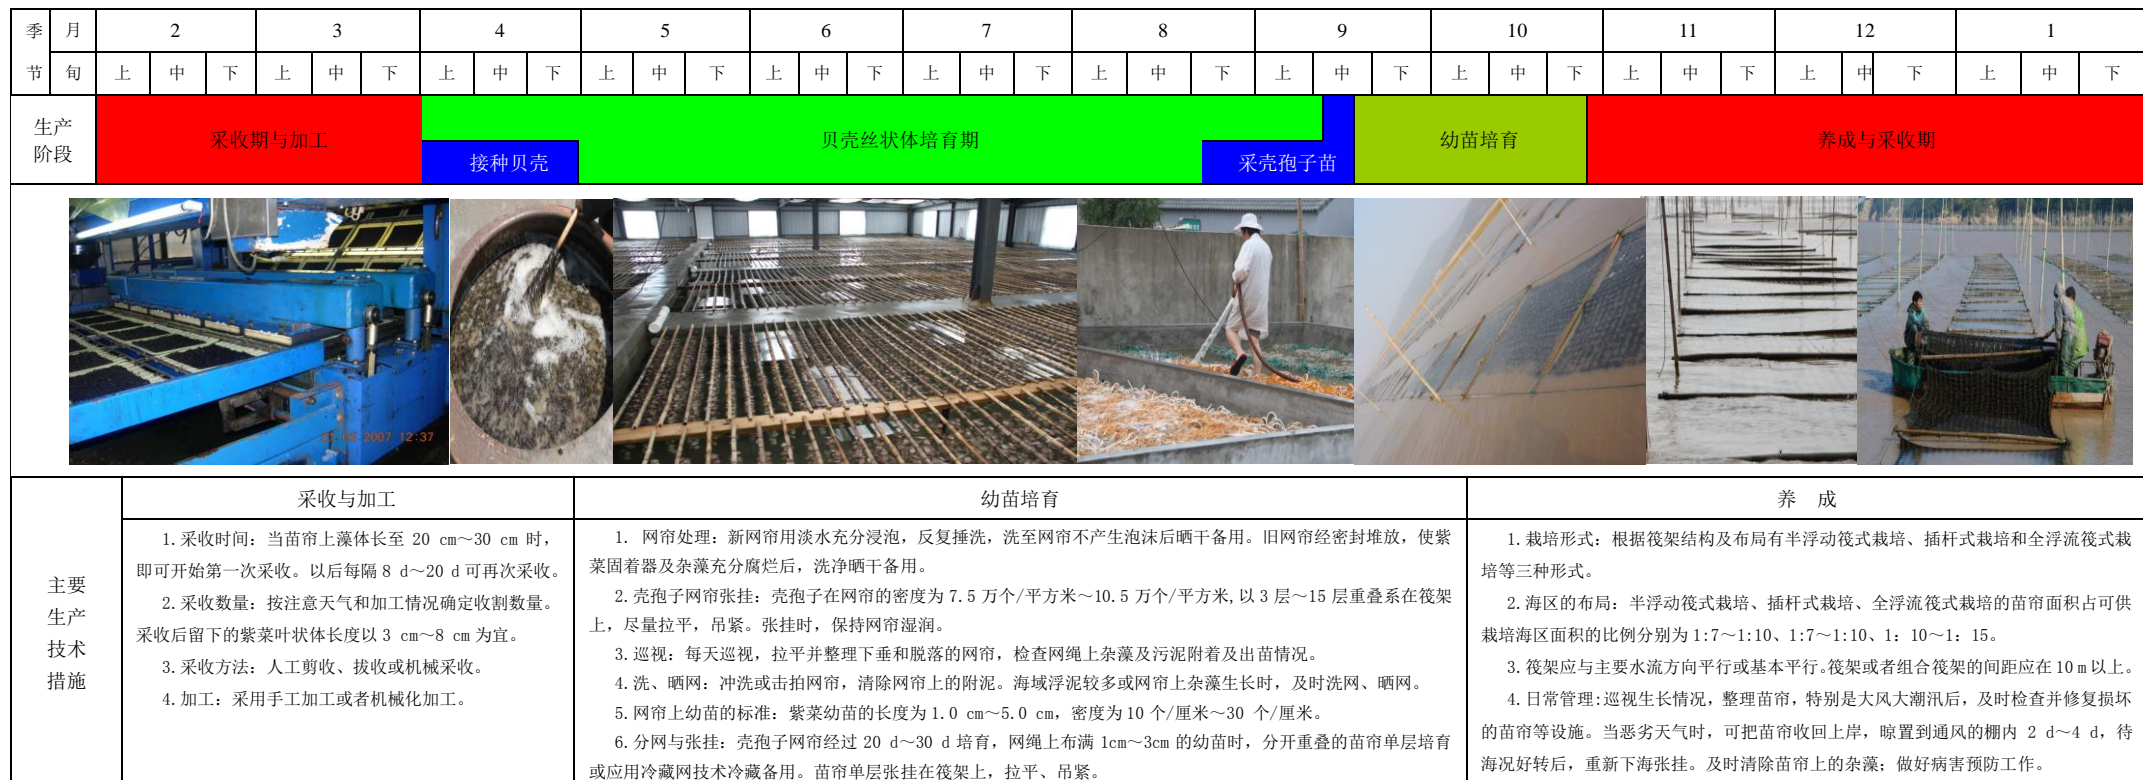 季 月 2 3 4 5 6 7 8 9 10 11 12 1
节 旬 上 中 下 上 中 下 上 中 下 上 中 下 上 中 下 上 中 下 上 中 下 上 中 下 上 中 下 上 中 下 上 中 下 上 中 下
生产
阶段
采收期与加工
贝壳丝状体培育期
接种贝壳
采壳孢子苗
幼苗培育
养成与采收期
2007 12:37
主要
生产
技术
措施
采收与加工
1.采收时间：当苗帘上藻体长至 20 cm～30 cm 时，
即可开始第一次采收。以后每隔 8 d～20 d 可再次采收。
2.采收数量：按注意天气和加工情况确定收割数量。
采收后留下的紫菜叶状体长度以 3 cm～8 cm 为宜。
3.采收方法：人工剪收、拔收或机械采收。
4.加工：采用手工加工或者机械化加工。
幼苗培育
1. 网帘处理：新网帘用淡水充分浸泡，反复捶洗，洗至网帘不产生泡沫后晒干备用。旧网帘经密封堆放，使紫
菜固着器及杂藻充分腐烂后，洗净晒干备用。
2.壳孢子网帘张挂：壳孢子在网帘的密度为 7.5 万个/平方米～10.5 万个/平方米,以 3 层～15 层重叠系在筏架
上，尽量拉平，吊紧。张挂时，保持网帘湿润。
3.巡视：每天巡视，拉平并整理下垂和脱落的网帘，检查网绳上杂藻及污泥附着及出苗情况。
4.洗、晒网：冲洗或击拍网帘，清除网帘上的附泥。海域浮泥较多或网帘上杂藻生长时，及时洗网、晒网。
5.网帘上幼苗的标准：紫菜幼苗的长度为 1.0 cm～5.0 cm，密度为 10 个/厘米～30 个/厘米。
6.分网与张挂：壳孢子网帘经过 20 d～30 d 培育，网绳上布满 1cm～3cm 的幼苗时，分开重叠的苗帘单层培育
或应用冷藏网技术冷藏备用。苗帘单层张挂在筏架上，拉平、吊紧。
养 成
1.栽培形式：根据筏架结构及布局有半浮动筏式栽培、插杆式栽培和全浮流筏式栽
培等三种形式。
2.海区的布局：半浮动筏式栽培、插杆式栽培、全浮流筏式栽培的苗帘面积占可供
栽培海区面积的比例分别为 1:7～1:10、1:7～1:10、1: 10～1: 15。
3.筏架应与主要水流方向平行或基本平行。筏架或者组合筏架的间距应在 10 m 以上。
4.日常管理:巡视生长情况，整理苗帘，特别是大风大潮汛后，及时检查并修复损坏
的苗帘等设施。当恶劣天气时，可把苗帘收回上岸，晾置到通风的棚内 2 d～4 d，待
海况好转后，重新下海张挂。及时清除苗帘上的杂藻；做好病害预防工作。